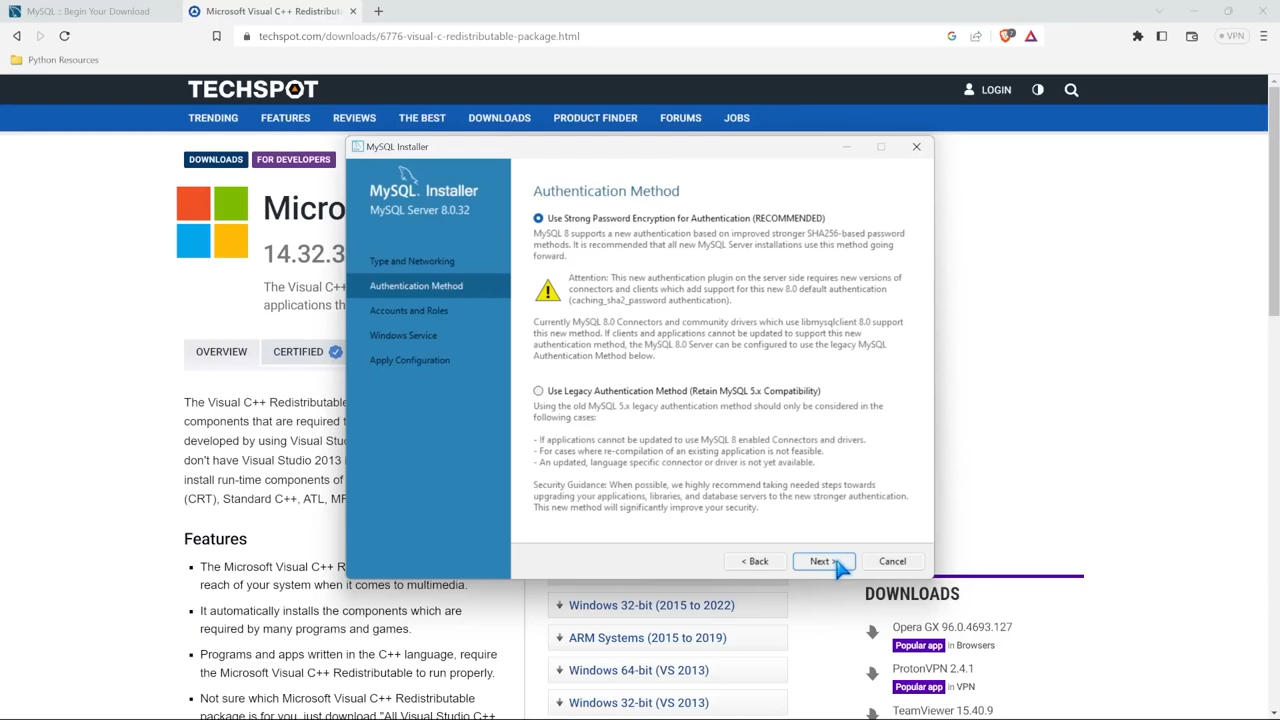 MySQL :: Begin Your Download
Microsoft Visual C++ Redistributa
techspot.com/downloads/6776-visual-c-redistributable-package.html
VPN
Python Resources
TECHSPOT
LOGIN
TRENDING FEATURES REVIEWS THE BEST DOWNLOADS PRODUCT FINDER FORUMS JOBS
DOWNLOADS FOR DEVELOPERS
Micro
14.32.3
The Visual C++
applications th
OVERVIEW CERTIFIED
The Visual C++ Redistributable
components that are required t
developed by using Visual Stu
don't have Visual Studio 2013 i
install run-time components of
(CRT), Standard C++, ATL, MF
Features
The Microsoft Visual C++ R
reach of your system when it comes to multimedia.
It automatically installs the components which are
required by many programs and games.
Programs and apps written in the C++ language, require
the Microsoft Visual C++ Redistributable to run properly.
Not sure which Microsoft Visual C++ Redistributable
package is for you, just download "All Visual Studio C++
MySQL Installer
MySQL. Installer
MySQL Server 8.0.32
Type and Networking
Authentication Method
Accounts and Roles
Windows Service
Apply Configuration
Authentication Method
Use Strong Password Encryption for Authentication (RECOMMENDED)
MySQL 8 supports a new authentication based on improved stronger SHA256-based password
methods. It is recommended that all new MySQL Server installations use this method going
forward.
Attention: This new authentication plugin on the server side requires new versions of
connectors and clients which add support for this new 8.0 default authentication
(caching_sha2_password authentication).
Currently MySQL 8.0 Connectors and community drivers which use libmysqlclient 8.0 support
this new method. If clients and applications cannot be updated to support this new
authentication method, the MySQL 8.0 Server can be configured to use the legacy MySQL
Authentication Method below.
Use Legacy Authentication Method (Retain MySQL 5.x Compatibility)
Using the old MySQL 5.x legacy authentication method should only be considered in the
following cases:
- If applications cannot be updated to use MySQL 8 enabled Connectors and drivers.
- For cases where re-compilation of an existing application is not feasible.
- An updated, language specific connector or driver is not yet available.
Security Guidance: When possible, we highly recommend taking needed steps towards
upgrading your applications, libraries, and database servers to the new stronger authentication.
This new method will significantly improve your security.
< Back Next > Cancel
Windows 32-bit (2015 to 2022)
ARM Systems (2015 to 2019)
Windows 64-bit (VS 2013)
Windows 32-bit (VS 2013)
DOWNLOADS
Opera GX 96.0.4693.127
Popular app in Browsers
ProtonVPN 2.4.1
Popular app in VPN
TeamViewer 15.40.9